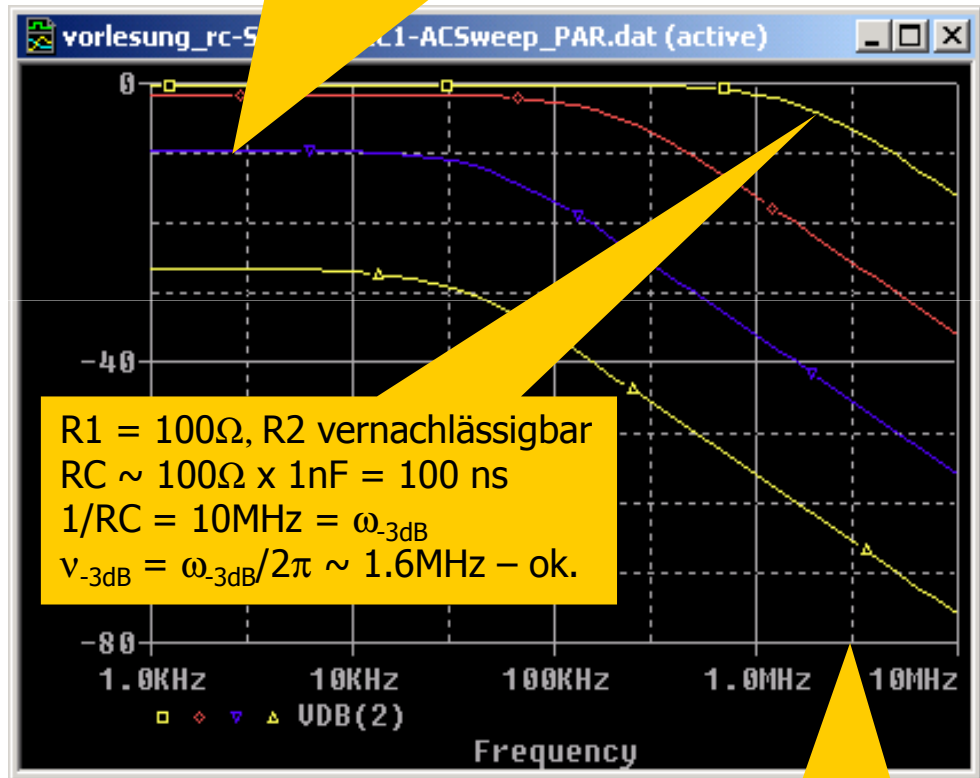 vorlesung_rc-S C1-ACSweep_PAR.dat (active)
0
-40
R1 = 100Ω, R2 vernachlässigbar
RC ~ 100Ω x 1nF = 100 ns
1/RC = 10MHz = ω-3dB
ν-3dB = ω-3dB/2π ~ 1.6MHz – ok.
-80
1.0KHz 10KHz 100KHz 1.0MHz 10MHz
VDB(2)
Frequency